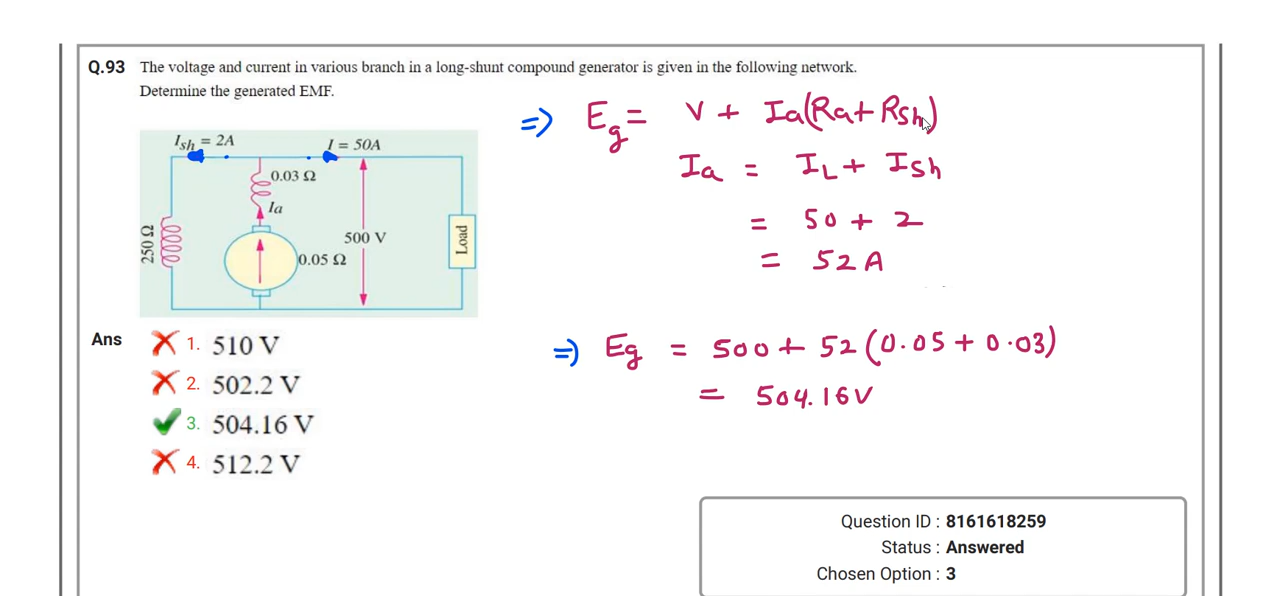 Q.93 The voltage and current in various branch in a long-shunt compound generator is given in the following network.
Determine the generated EMF.
⇒ Eg = V + Ia(Ra + Rsh)
Ia = IL + Ish
= 50 + 2
= 52 A
Ish = 2A
I = 50A
0.03 Ω
Ia
250 Ω
500 V
0.05 Ω
Load
Ans
1. 510 V
2. 502.2 V
3. 504.16 V
4. 512.2 V
⇒ Eg = 500 + 52 (0.05 + 0.03)
= 504.16V
Question ID : 8161618259
Status : Answered
Chosen Option : 3